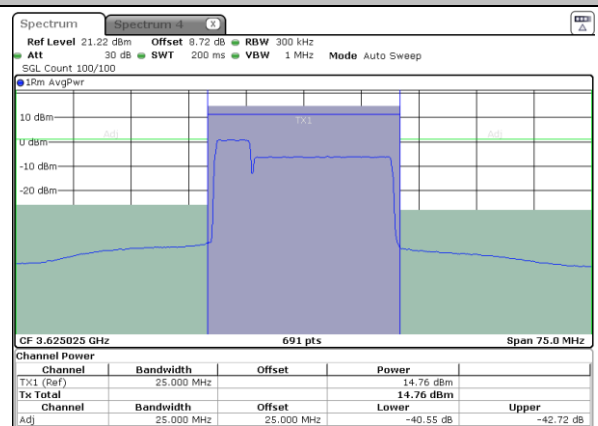 Spectrum Spectrum 4 X
Ref Level 21.22 dBm Offset 8.72 dB RBW 300 kHz
Att 30 dB SWT 200 ms VBW 1 MHz Mode Auto Sweep
SGL Count 100/100
1Rm AvgPwr
10 dBm
TX1
Adj Adj
0 dBm
-10 dBm
-20 dBm
CF 3.625025 GHz 691 pts Span 75.0 MHz
Channel Power
Channel Bandwidth Offset Power
TX1 (Ref) 25.000 MHz 14.76 dBm
Tx Total 14.76 dBm
Channel Bandwidth Offset Lower Upper
Adj 25.000 MHz 25.000 MHz -40.55 dB -42.72 dB